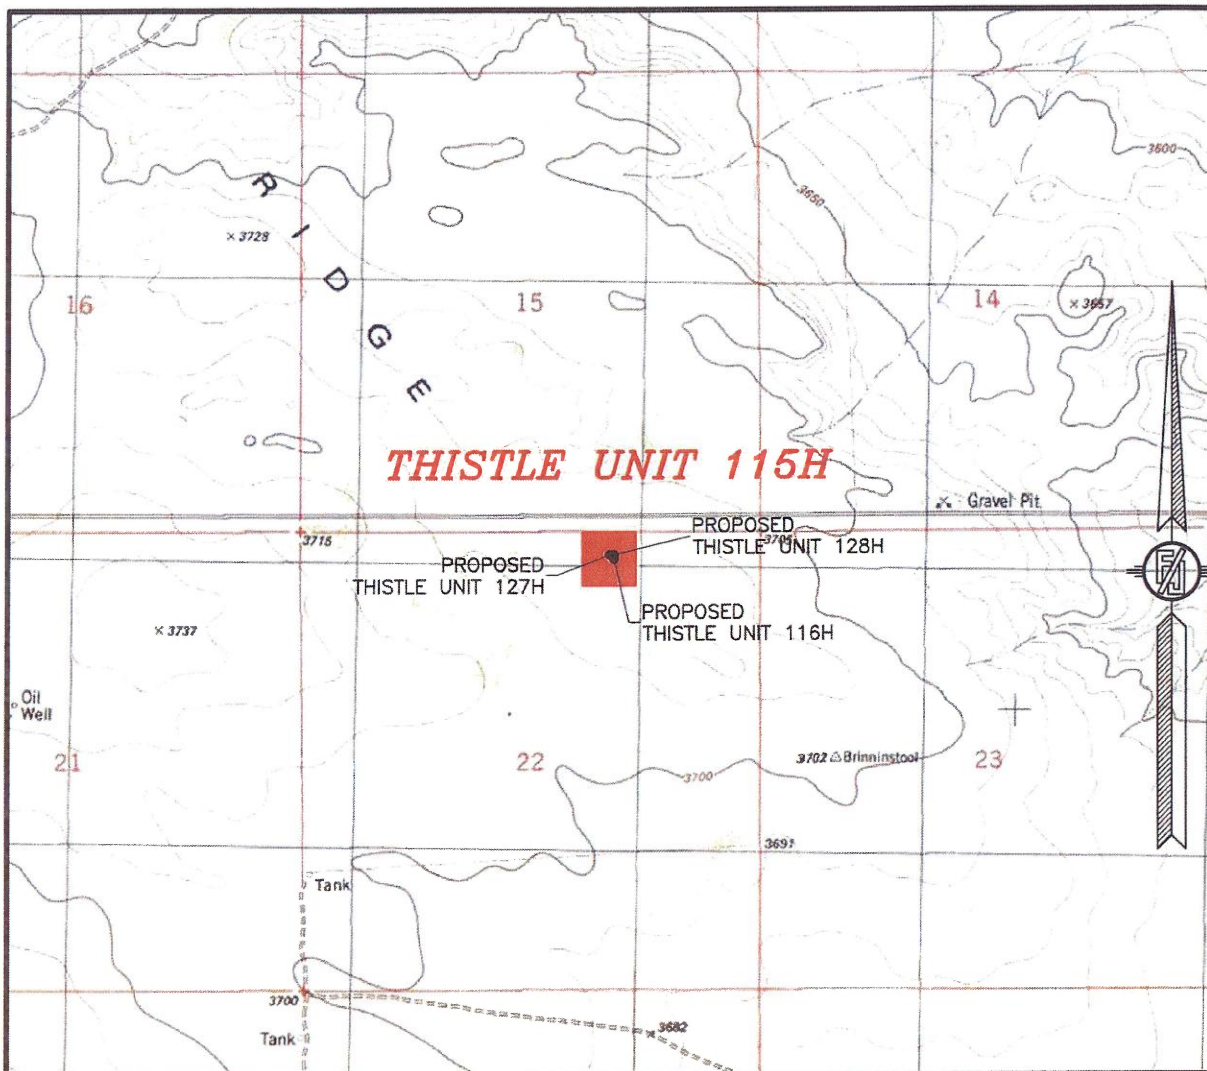 3600
3650
R I D G E
× 3728
16
15
14
× 3657
THISTLE UNIT 115H
Gravel Pit
3715
PROPOSED
THISTLE UNIT 128H
3705
PROPOSED
THISTLE UNIT 127H
PROPOSED
THISTLE UNIT 116H
× 3737
Oil
Well
21
22
3700
3702 △ Brinninstool
23
3691
Tank
3700
3682
Tank